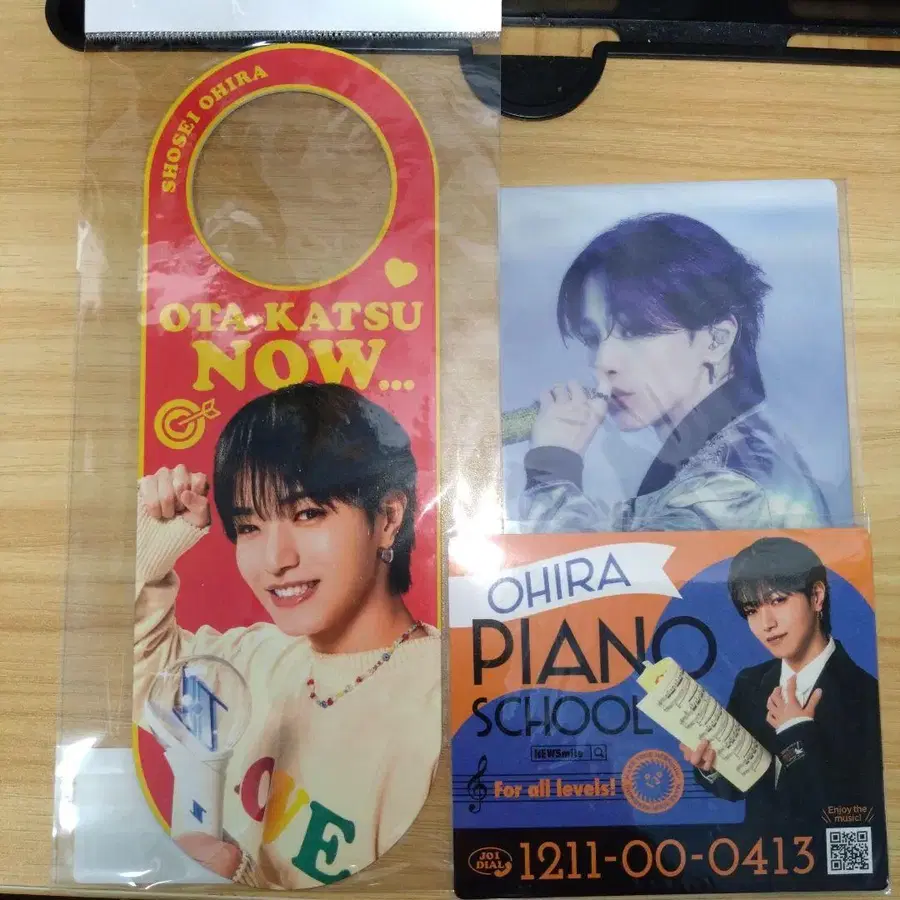 SHOSEI OHIRA
OTA KATSU
NOW...
LOVE
OHIRA
PIANO
SCHOOL
NEWSmile
For all levels!
Enjoy the
music!
JO1
DIAL
1211-00-0413